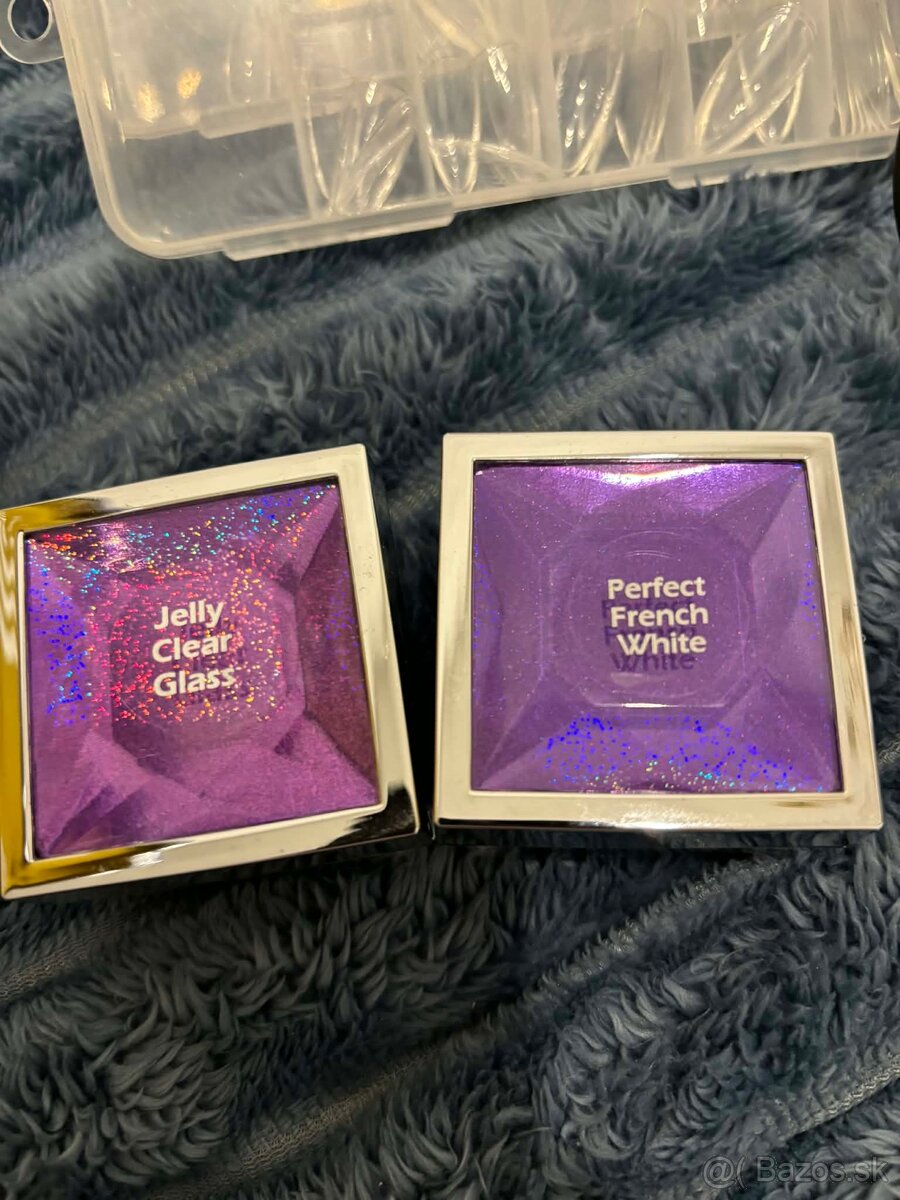 Jelly
Clear
Glass
Perfect
French
White
@( Bazos.sk